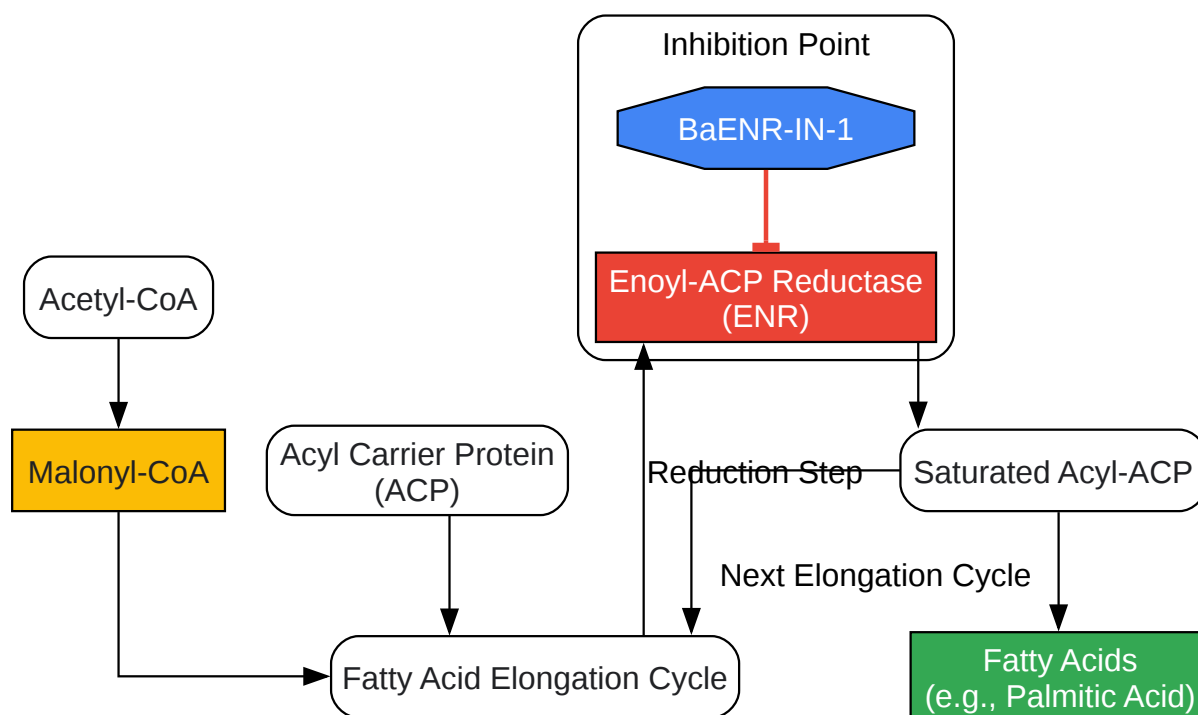 Inhibition Point
BaENR-IN-1
Enoyl-ACP Reductase
(ENR)
Acetyl-CoA
Malonyl-CoA
Acyl Carrier Protein
(ACP)
Reduction Step
Saturated Acyl-ACP
Next Elongation Cycle
Fatty Acid Elongation Cycle
Fatty Acids
(e.g., Palmitic Acid)